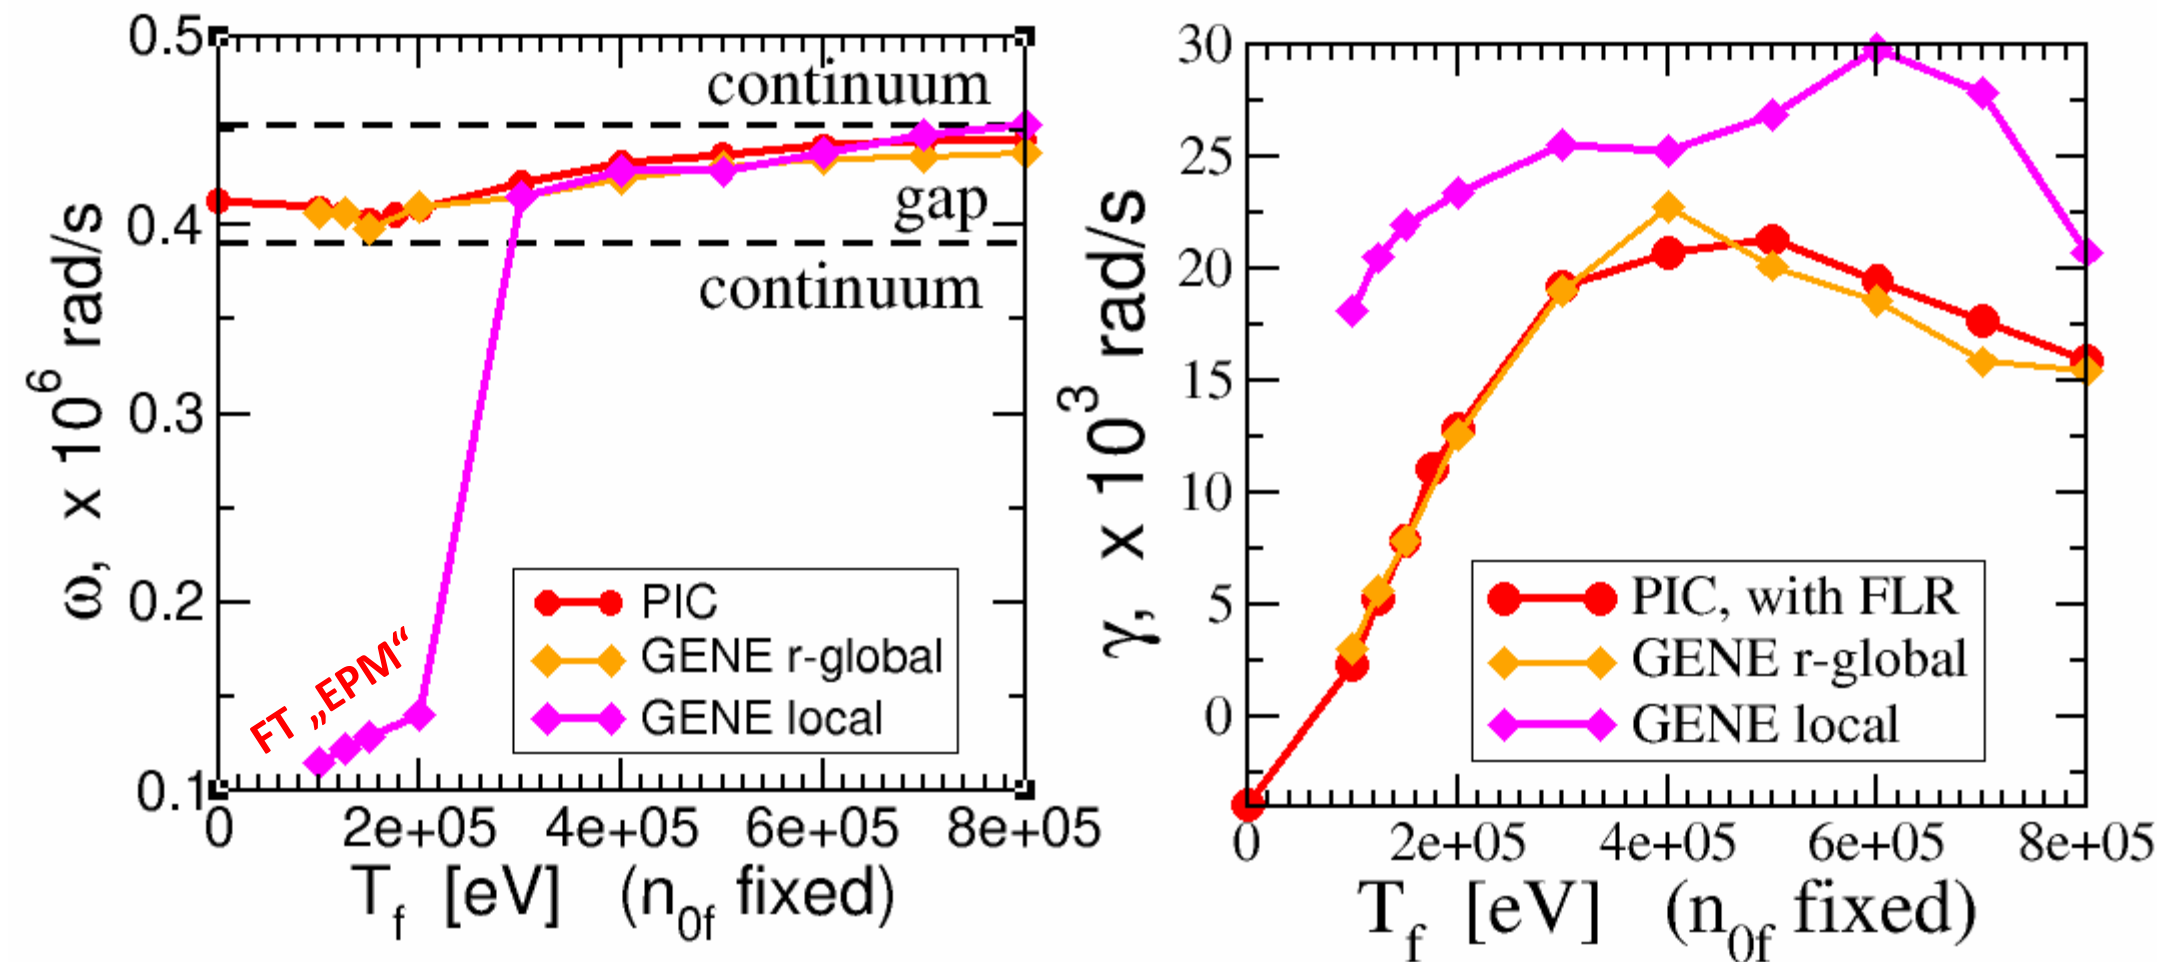 0.5
0.4
0.3
0.2
0.1
ω, x 10⁶ rad/s
continuum
gap
continuum
FT „EPM“
PIC
GENE r-global
GENE local
0 2e+05 4e+05 6e+05 8e+05
T_f [eV] (n_0f fixed)
30
25
20
15
10
5
0
γ, x 10³ rad/s
PIC, with FLR
GENE r-global
GENE local
0 2e+05 4e+05 6e+05 8e+05
T_f [eV] (n_0f fixed)